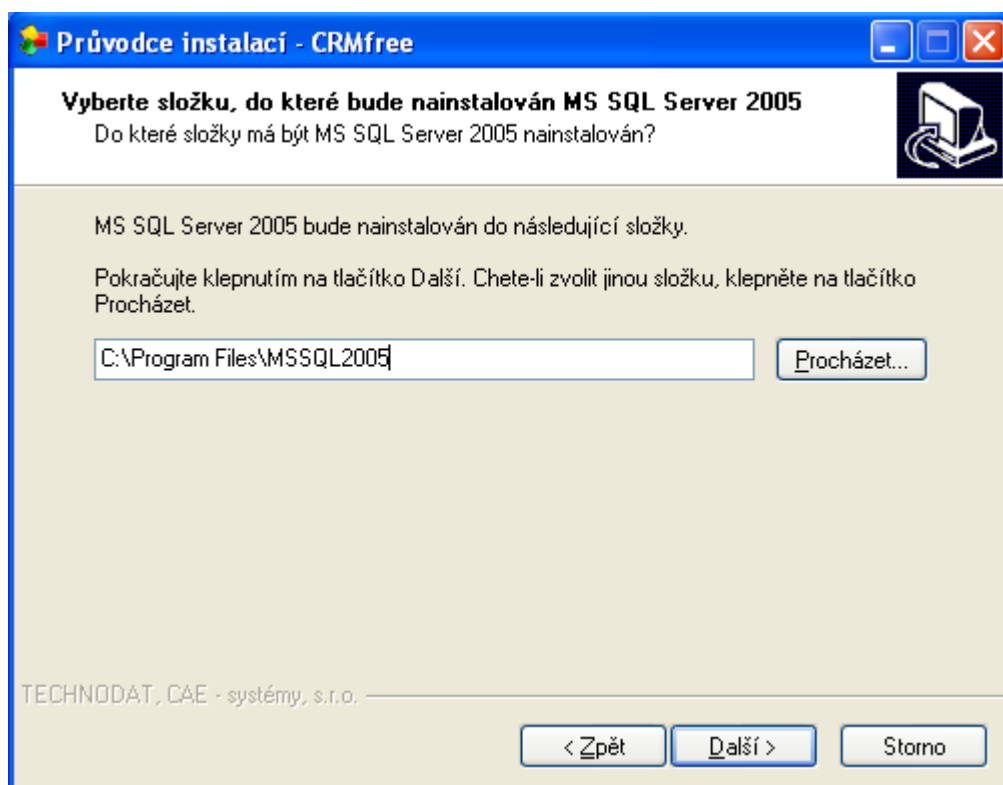 Průvodce instalací - CRMfree
Vyberte složku, do které bude nainstalován MS SQL Server 2005
Do které složky má být MS SQL Server 2005 nainstalován?
MS SQL Server 2005 bude nainstalován do následující složky.
Pokračujte klepnutím na tlačítko Další. Chete-li zvolit jinou složku, klepněte na tlačítko
Procházet.
C:\Program Files\MSSQL2005
Procházet...
TECHNODAT, CAE - systémy, s.r.o.
< Zpět
Další >
Storno